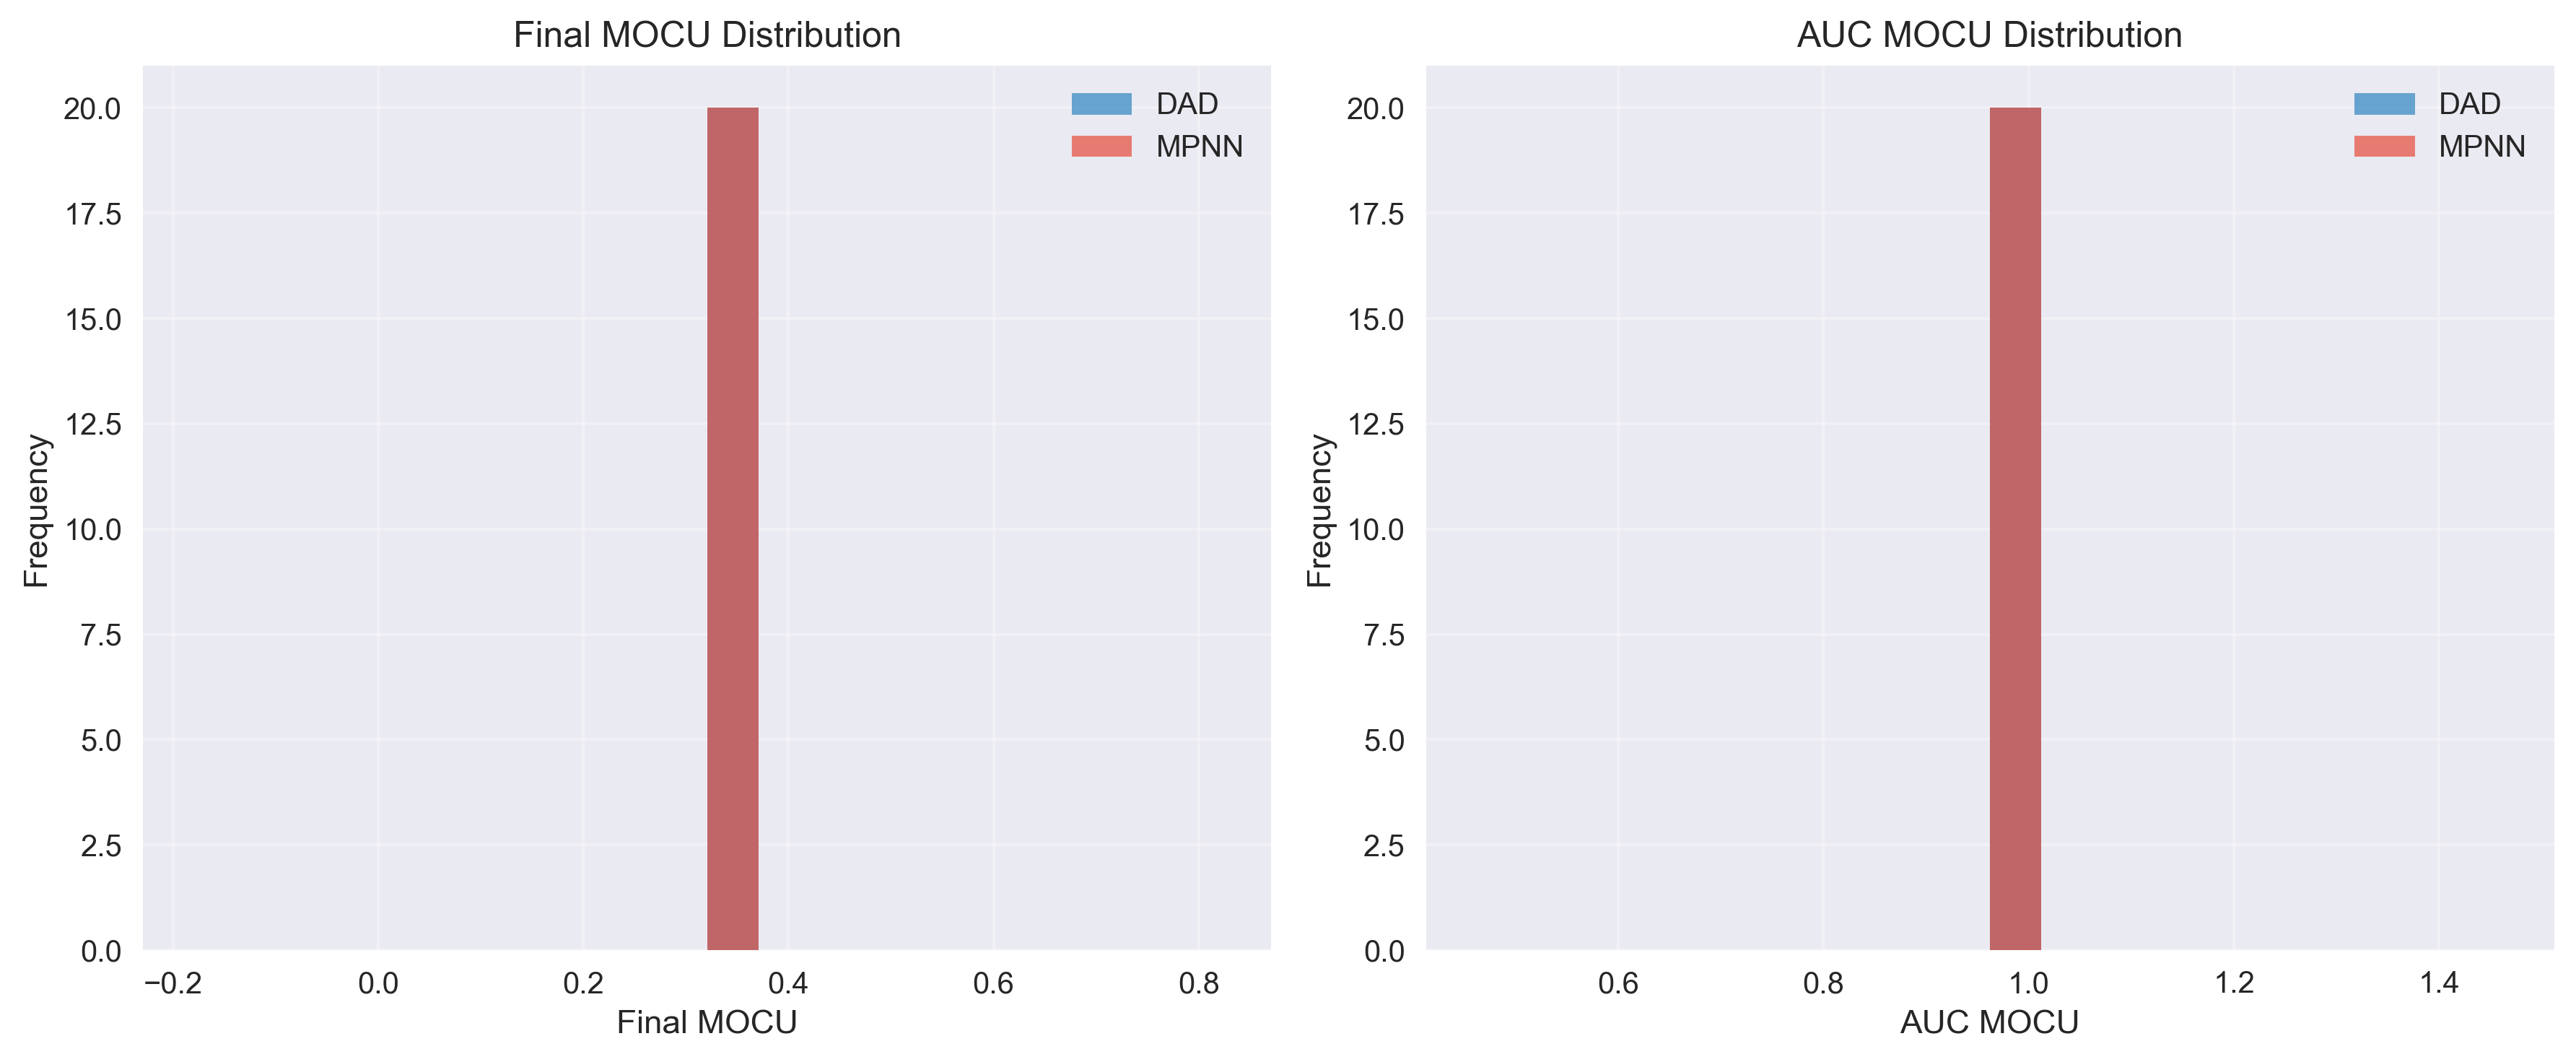 Final MOCU Distribution
DAD
MPNN
Frequency
20.0
17.5
15.0
12.5
10.0
7.5
5.0
2.5
0.0
−0.2 0.0 0.2 0.4 0.6 0.8
Final MOCU
AUC MOCU Distribution
DAD
MPNN
Frequency
20.0
17.5
15.0
12.5
10.0
7.5
5.0
2.5
0.0
0.6 0.8 1.0 1.2 1.4
AUC MOCU